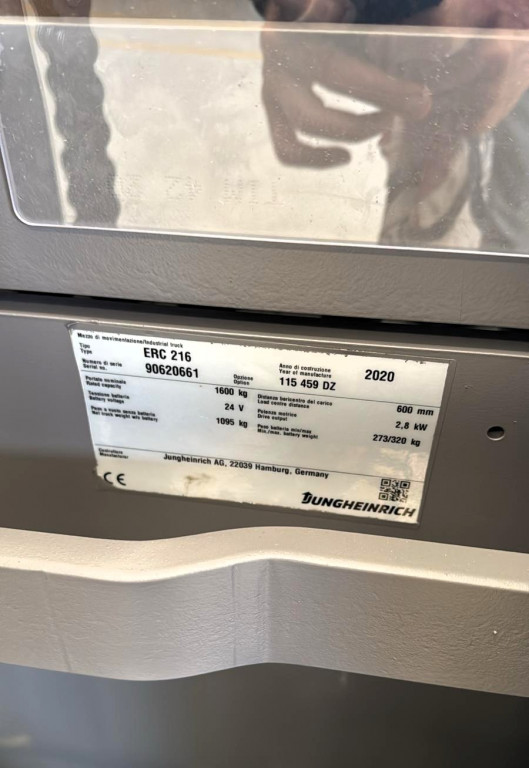 Mezzo di movimentazione/Industrial truck
Tipo
Type
ERC 216
Numero di serie
Serial no.
90620661
Opzione
Option
115 459 DZ
Anno di costruzione
Year of manufacture
2020
Portata nominale
Rated capacity
1600 kg
Distanza baricentro del carico
Load centre distance
600 mm
Tensione batteria
Battery voltage
24 V
Potenza motrice
Drive output
2,8 kW
Peso a vuoto senza batteria
Net truck weight w/o battery
1095 kg
Peso batteria min/max
Min./max. battery weight
273/320 kg
Costruttore
Manufacturer
Jungheinrich AG, 22039 Hamburg, Germany
CE
JUNGHEINRICH